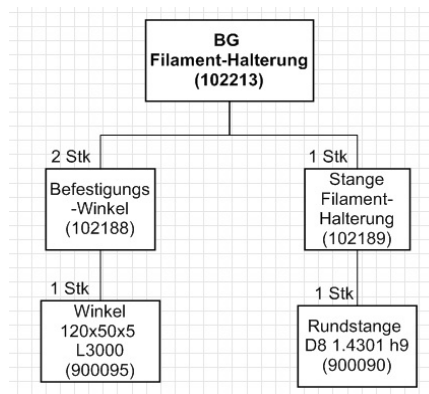 BG
Filament-Halterung
(102213)
2 Stk
Befestigungs
-Winkel
(102188)
1 Stk
Winkel
120x50x5
L3000
(900095)
1 Stk
Stange
Filament-
Halterung
(102189)
1 Stk
Rundstange
D8 1.4301 h9
(900090)